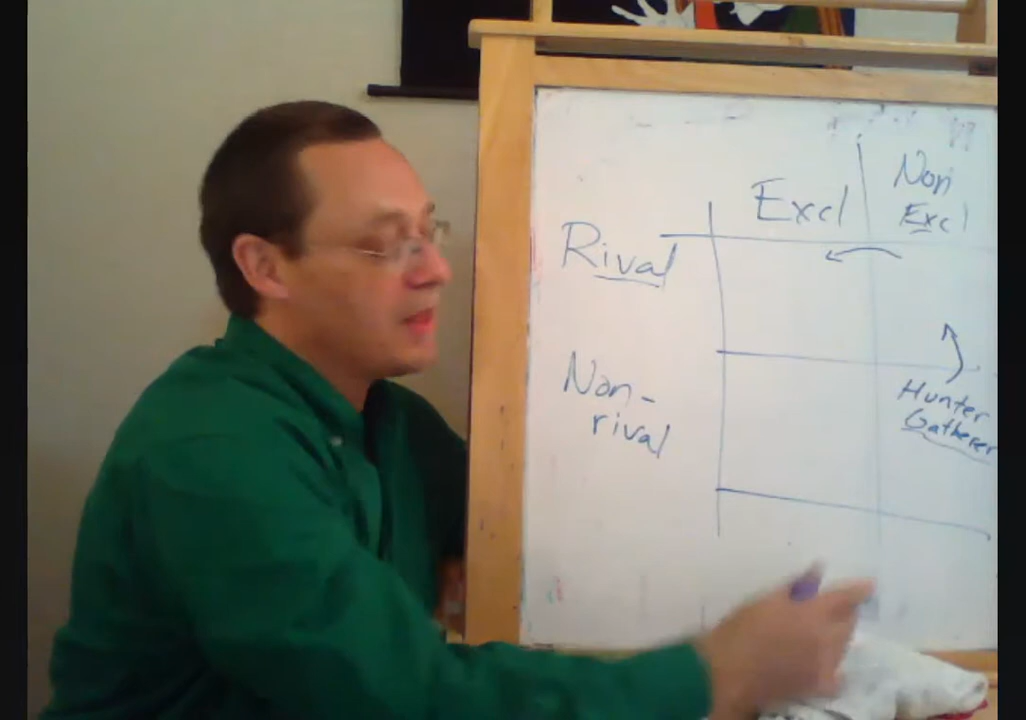 Excl
Non
Excl
Rival
Non-
rival
Hunter
Gatherer